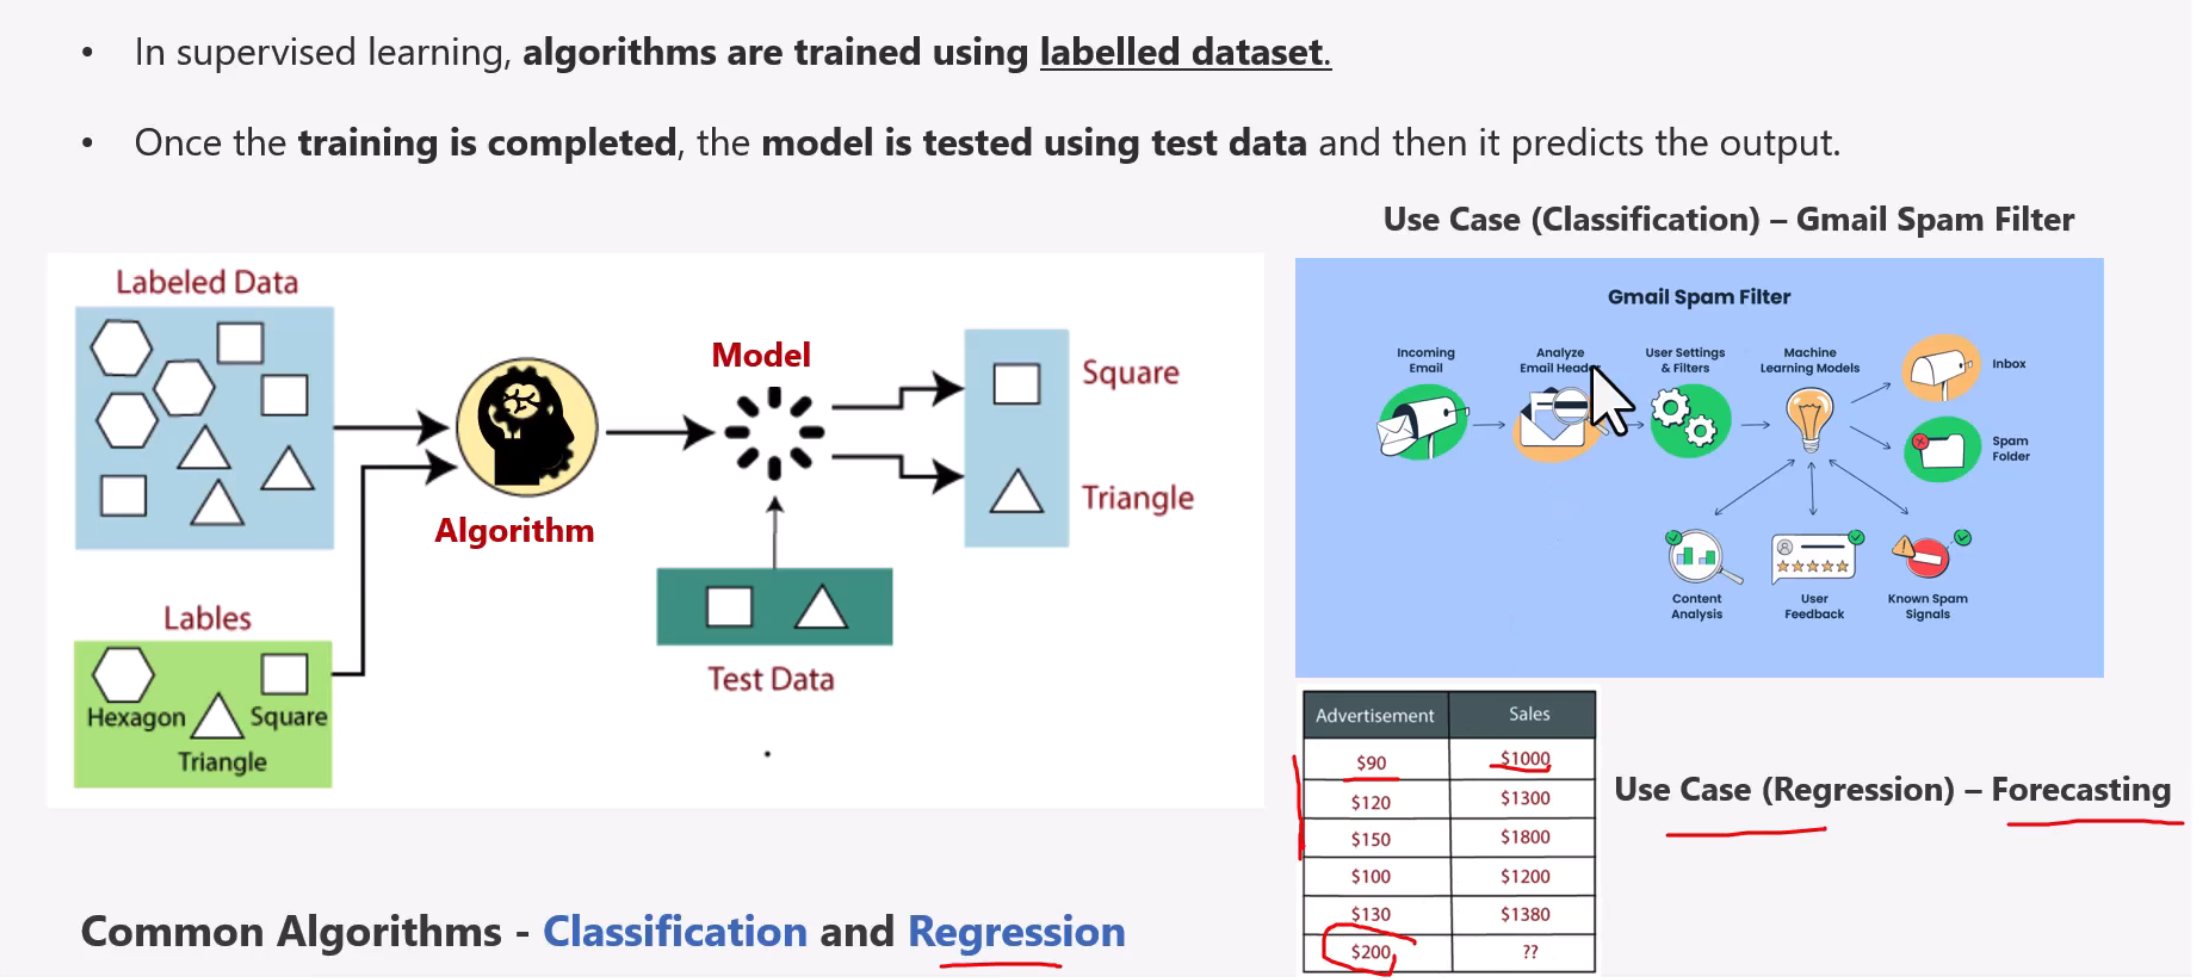 • In supervised learning, algorithms are trained using labelled dataset.
• Once the training is completed, the model is tested using test data and then it predicts the output.
Use Case (Classification) – Gmail Spam Filter
Labeled Data
Model
Square
Triangle
Algorithm
Lables
Hexagon
Square
Triangle
Test Data
Gmail Spam Filter
Incoming
Email
Analyze
Email
User Settings
& Filters
Machine
Learning Models
Inbox
Spam
Folder
Content
Analysis
User
Feedback
Known Spam
Signals
Advertisement Sales
$90 $1000
$120 $1300
$150 $1800
$100 $1200
$130 $1380
$200 ??
Use Case (Regression) – Forecasting
Common Algorithms - Classification and Regression